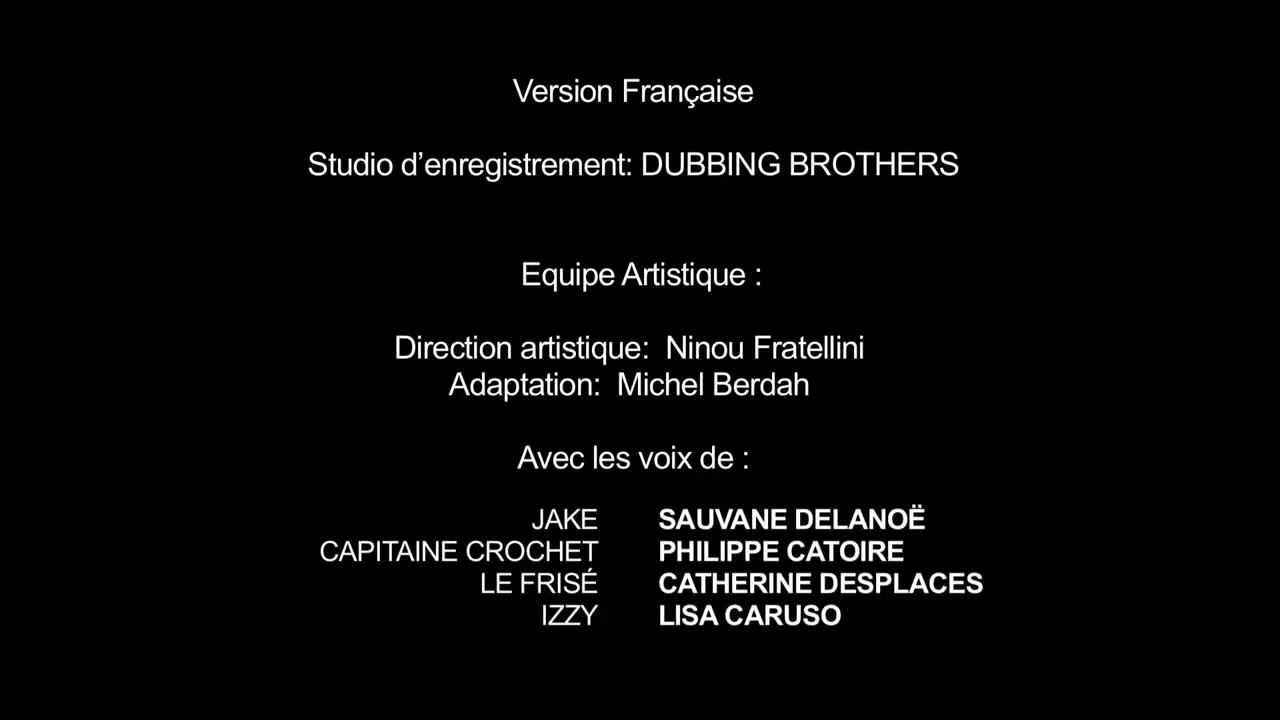 Version Française
Studio d’enregistrement: DUBBING BROTHERS
Equipe Artistique :
Direction artistique:  Ninou Fratellini
Adaptation:  Michel Berdah
Avec les voix de :
JAKE SAUVANE DELANOË
CAPITAINE CROCHET PHILIPPE CATOIRE
LE FRISÉ CATHERINE DESPLACES
IZZY LISA CARUSO